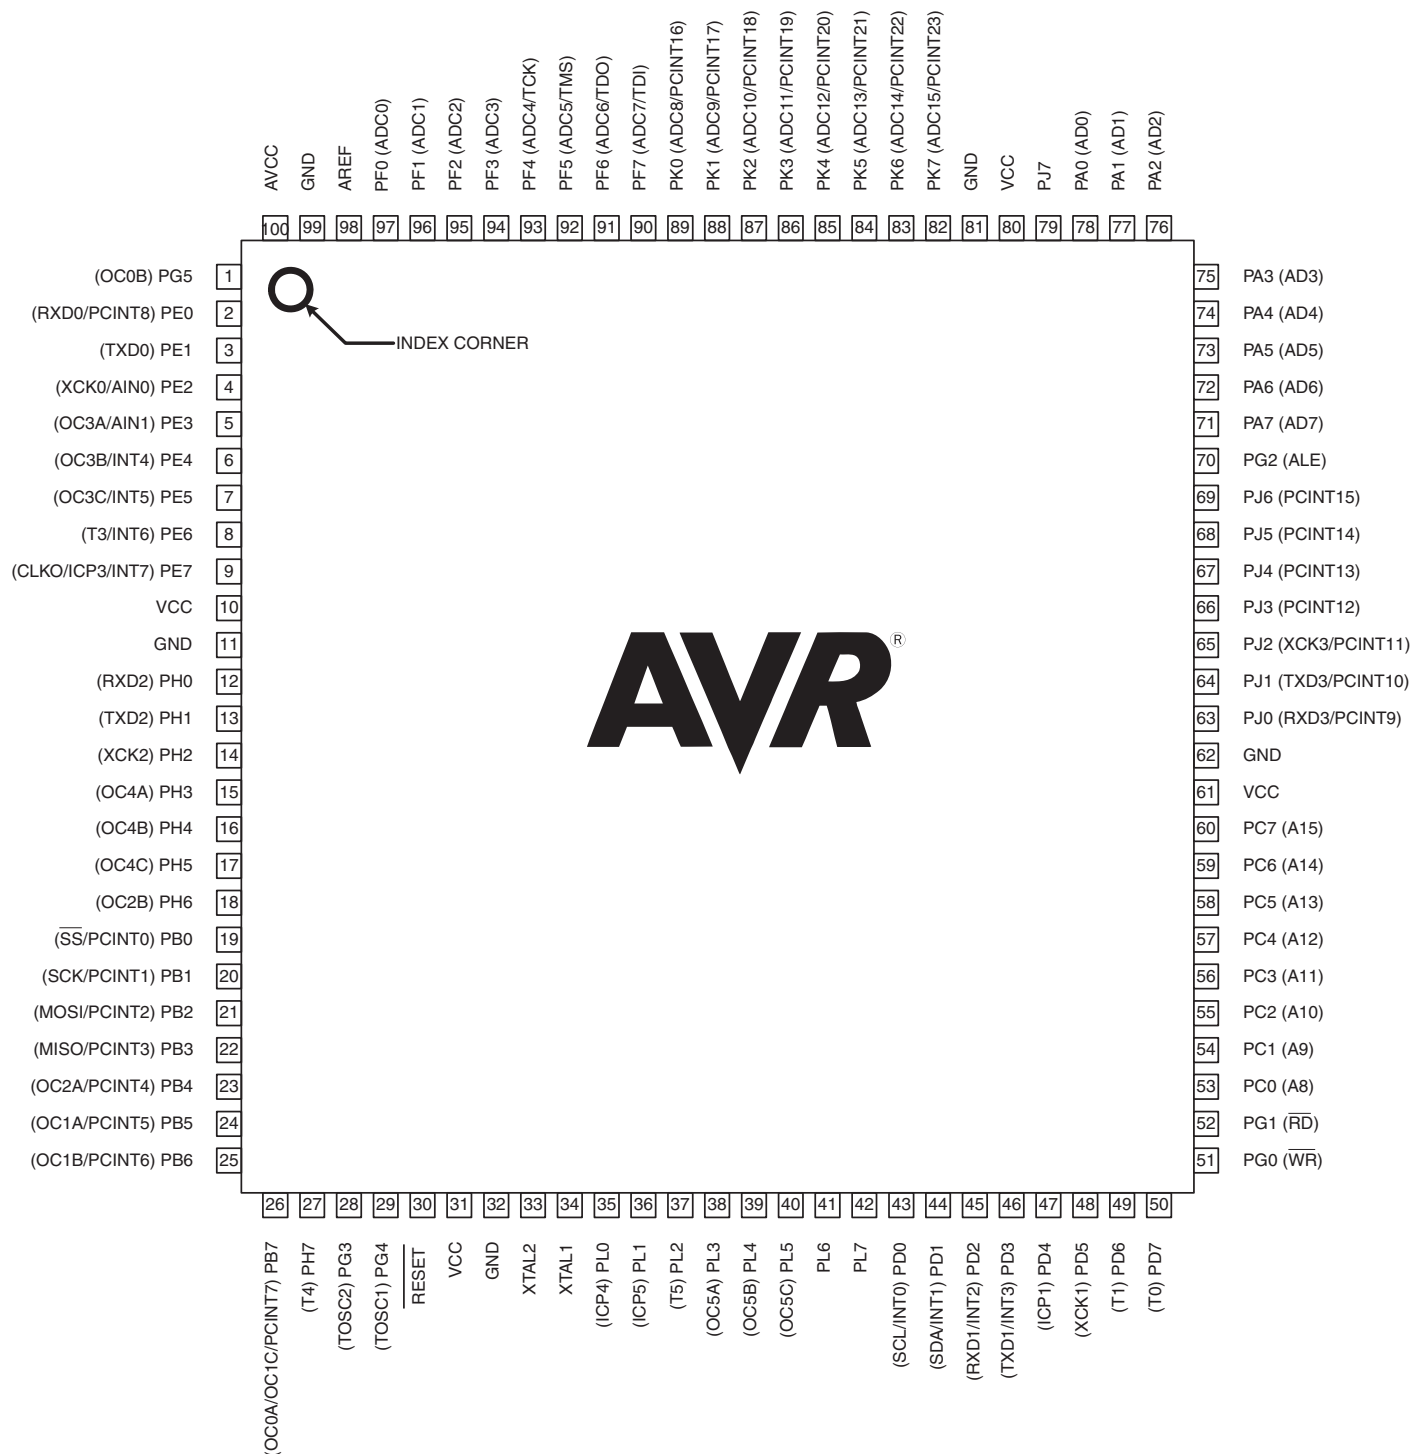 AVCC
GND
AREF
PF0 (ADC0)
PF1 (ADC1)
PF2 (ADC2)
PF3 (ADC3)
PF4 (ADC4/TCK)
PF5 (ADC5/TMS)
PF6 (ADC6/TDO)
PF7 (ADC7/TDI)
PK0 (ADC8/PCINT16)
PK1 (ADC9/PCINT17)
PK2 (ADC10/PCINT18)
PK3 (ADC11/PCINT19)
PK4 (ADC12/PCINT20)
PK5 (ADC13/PCINT21)
PK6 (ADC14/PCINT22)
PK7 (ADC15/PCINT23)
GND
VCC
PJ7
PA0 (AD0)
PA1 (AD1)
PA2 (AD2)
100 99 98 97 96 95 94 93 92 91 90 89 88 87 86 85 84 83 82 81 80 79 78 77 76
(OC0B) PG5 1
(RXD0/PCINT8) PE0 2
(TXD0) PE1 3
(XCK0/AIN0) PE2 4
(OC3A/AIN1) PE3 5
(OC3B/INT4) PE4 6
(OC3C/INT5) PE5 7
(T3/INT6) PE6 8
(CLKO/ICP3/INT7) PE7 9
VCC 10
GND 11
(RXD2) PH0 12
(TXD2) PH1 13
(XCK2) PH2 14
(OC4A) PH3 15
(OC4B) PH4 16
(OC4C) PH5 17
(OC2B) PH6 18
(SS/PCINT0) PB0 19
(SCK/PCINT1) PB1 20
(MOSI/PCINT2) PB2 21
(MISO/PCINT3) PB3 22
(OC2A/PCINT4) PB4 23
(OC1A/PCINT5) PB5 24
(OC1B/PCINT6) PB6 25
INDEX CORNER
AVR®
75 PA3 (AD3)
74 PA4 (AD4)
73 PA5 (AD5)
72 PA6 (AD6)
71 PA7 (AD7)
70 PG2 (ALE)
69 PJ6 (PCINT15)
68 PJ5 (PCINT14)
67 PJ4 (PCINT13)
66 PJ3 (PCINT12)
65 PJ2 (XCK3/PCINT11)
64 PJ1 (TXD3/PCINT10)
63 PJ0 (RXD3/PCINT9)
62 GND
61 VCC
60 PC7 (A15)
59 PC6 (A14)
58 PC5 (A13)
57 PC4 (A12)
56 PC3 (A11)
55 PC2 (A10)
54 PC1 (A9)
53 PC0 (A8)
52 PG1 (RD)
51 PG0 (WR)
26 27 28 29 30 31 32 33 34 35 36 37 38 39 40 41 42 43 44 45 46 47 48 49 50
(OC0A/OC1C/PCINT7) PB7
(T4) PH7
(TOSC2) PG3
(TOSC1) PG4
RESET
VCC
GND
XTAL2
XTAL1
(ICP4) PL0
(ICP5) PL1
(T5) PL2
(OC5A) PL3
(OC5B) PL4
(OC5C) PL5
PL6
PL7
(SCL/INT0) PD0
(SDA/INT1) PD1
(RXD1/INT2) PD2
(TXD1/INT3) PD3
(ICP1) PD4
(XCK1) PD5
(T1) PD6
(T0) PD7